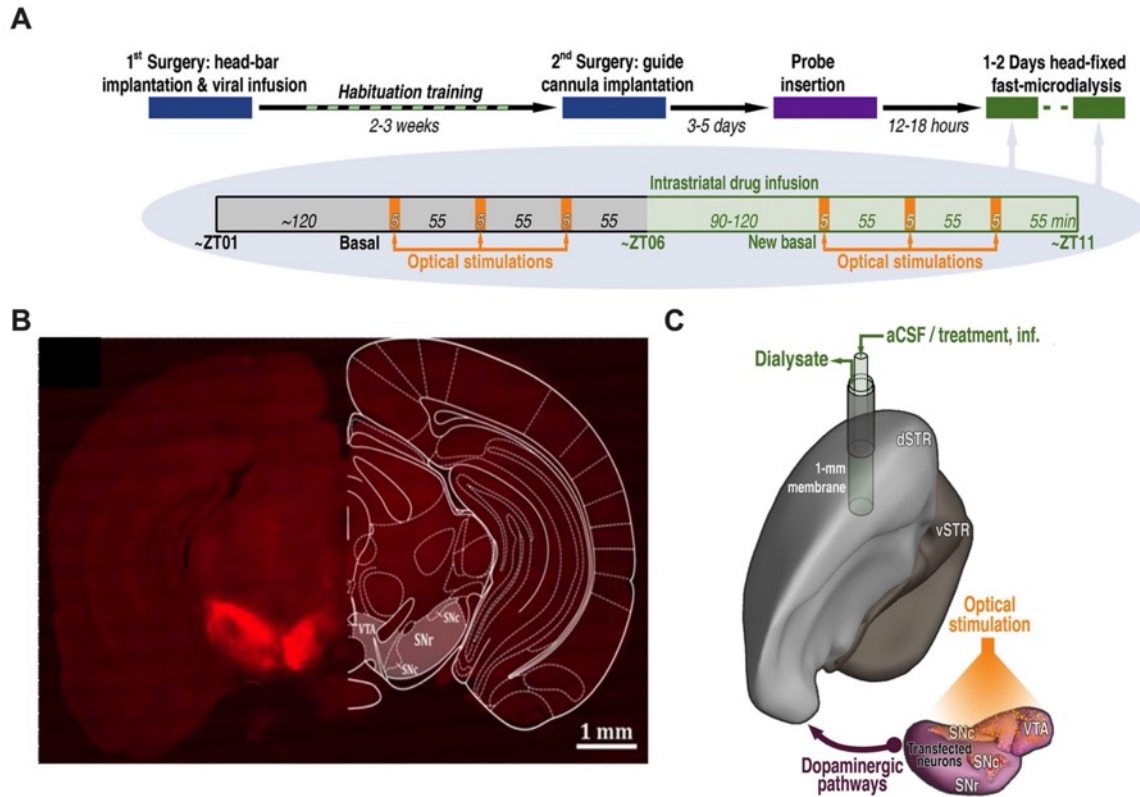 A
1st Surgery: head-bar
implantation & viral infusion
Habituation training
2-3 weeks
2nd Surgery: guide
cannula implantation
3-5 days
Probe
insertion
12-18 hours
1-2 Days head-fixed
fast-microdialysis
Intrastriatal drug infusion
~120 5 55 5 55 5 55 90-120 5 55 5 55 5 55 min
~ZT01 Basal ~ZT06 New basal ~ZT11
Optical stimulations Optical stimulations
B
VTA
SNr
SNc
SNc
1 mm
C
aCSF / treatment, inf.
Dialysate
dSTR
1-mm
membrane
vSTR
Optical
stimulation
SNc
VTA
Transfected
neurons
SNc
SNr
Dopaminergic
pathways